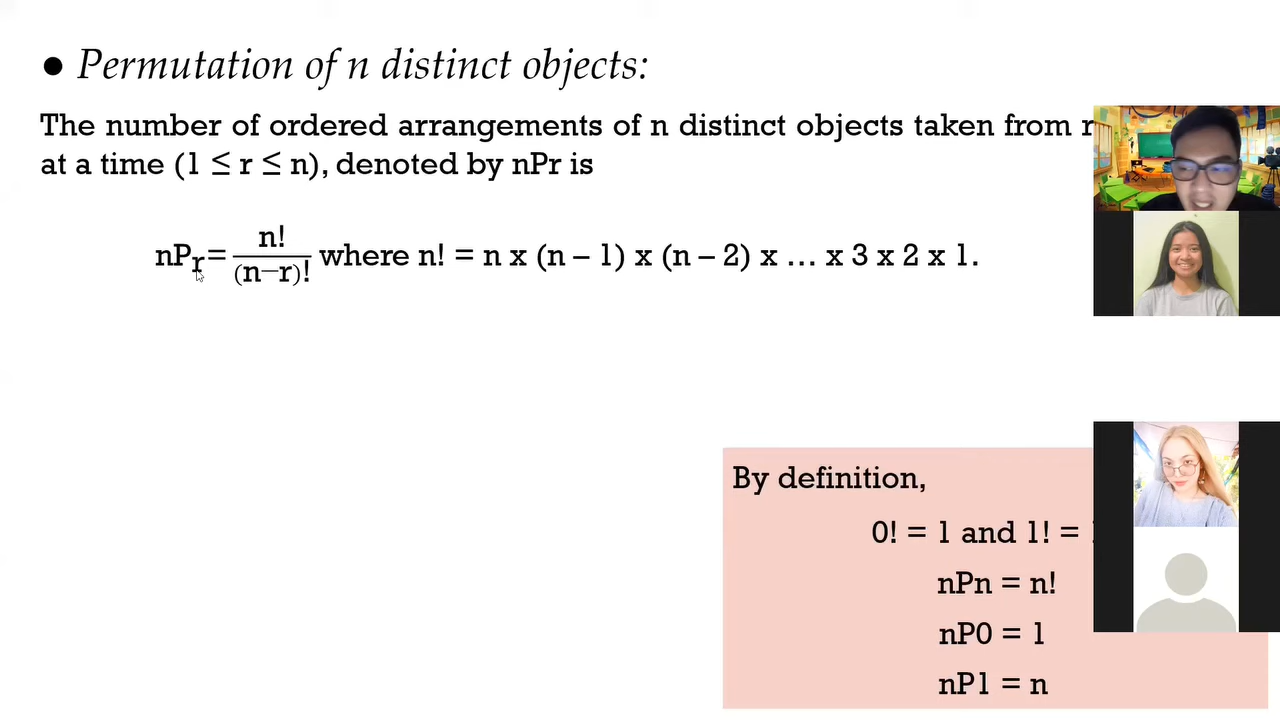 ● Permutation of n distinct objects:
The number of ordered arrangements of n distinct objects taken from r
at a time (1 ≤ r ≤ n), denoted by nPr is
nPr = n!/(n−r)! where n! = n x (n – 1) x (n – 2) x … x 3 x 2 x 1.
By definition,
0! = 1 and 1! =
nPn = n!
nP0 = 1
nP1 = n